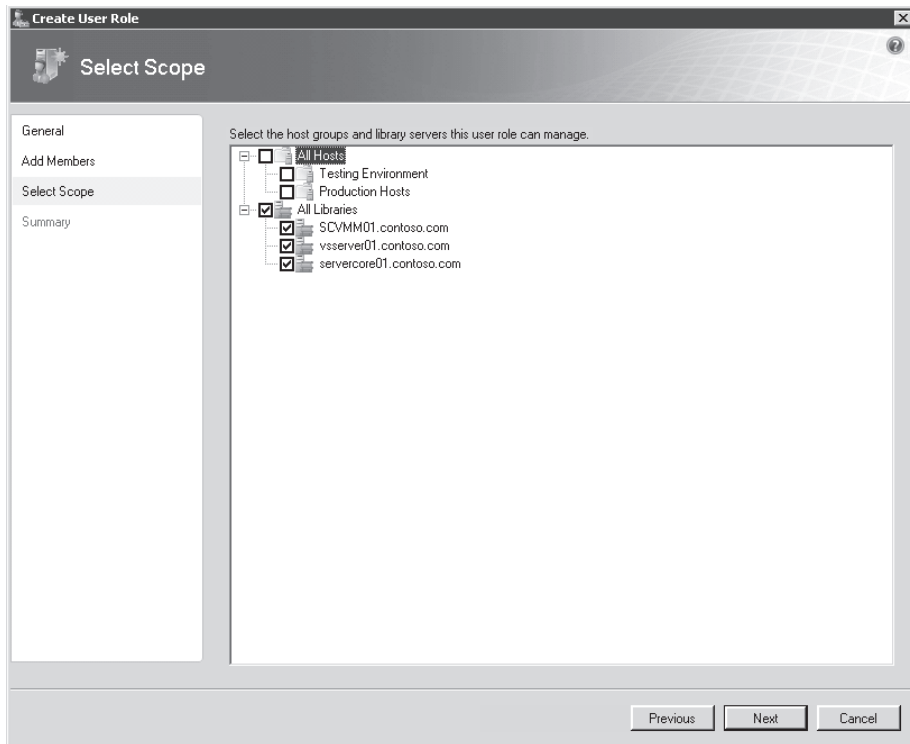 Create User Role
Select Scope
General
Add Members
Select Scope
Summary
Select the host groups and library servers this user role can manage.
All Hosts
Testing Environment
Production Hosts
All Libraries
SCVMM01.contoso.com
vsserver01.contoso.com
servercore01.contoso.com
Previous
Next
Cancel